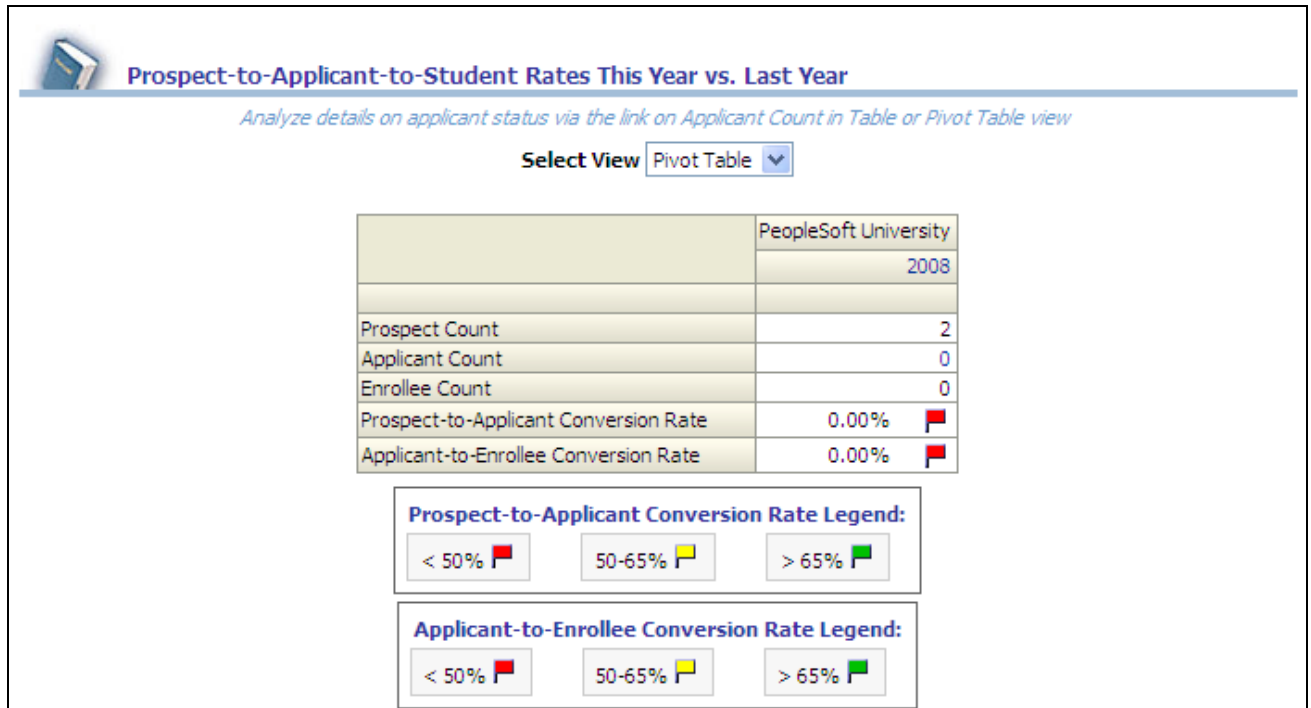 Prospect-to-Applicant-to-Student Rates This Year vs. Last Year
Analyze details on applicant status via the link on Applicant Count in Table or Pivot Table view
Select View Pivot Table
PeopleSoft University
2008
Prospect Count 2
Applicant Count 0
Enrollee Count 0
Prospect-to-Applicant Conversion Rate 0.00%
Applicant-to-Enrollee Conversion Rate 0.00%
Prospect-to-Applicant Conversion Rate Legend:
< 50% 50-65% > 65%
Applicant-to-Enrollee Conversion Rate Legend:
< 50% 50-65% > 65%